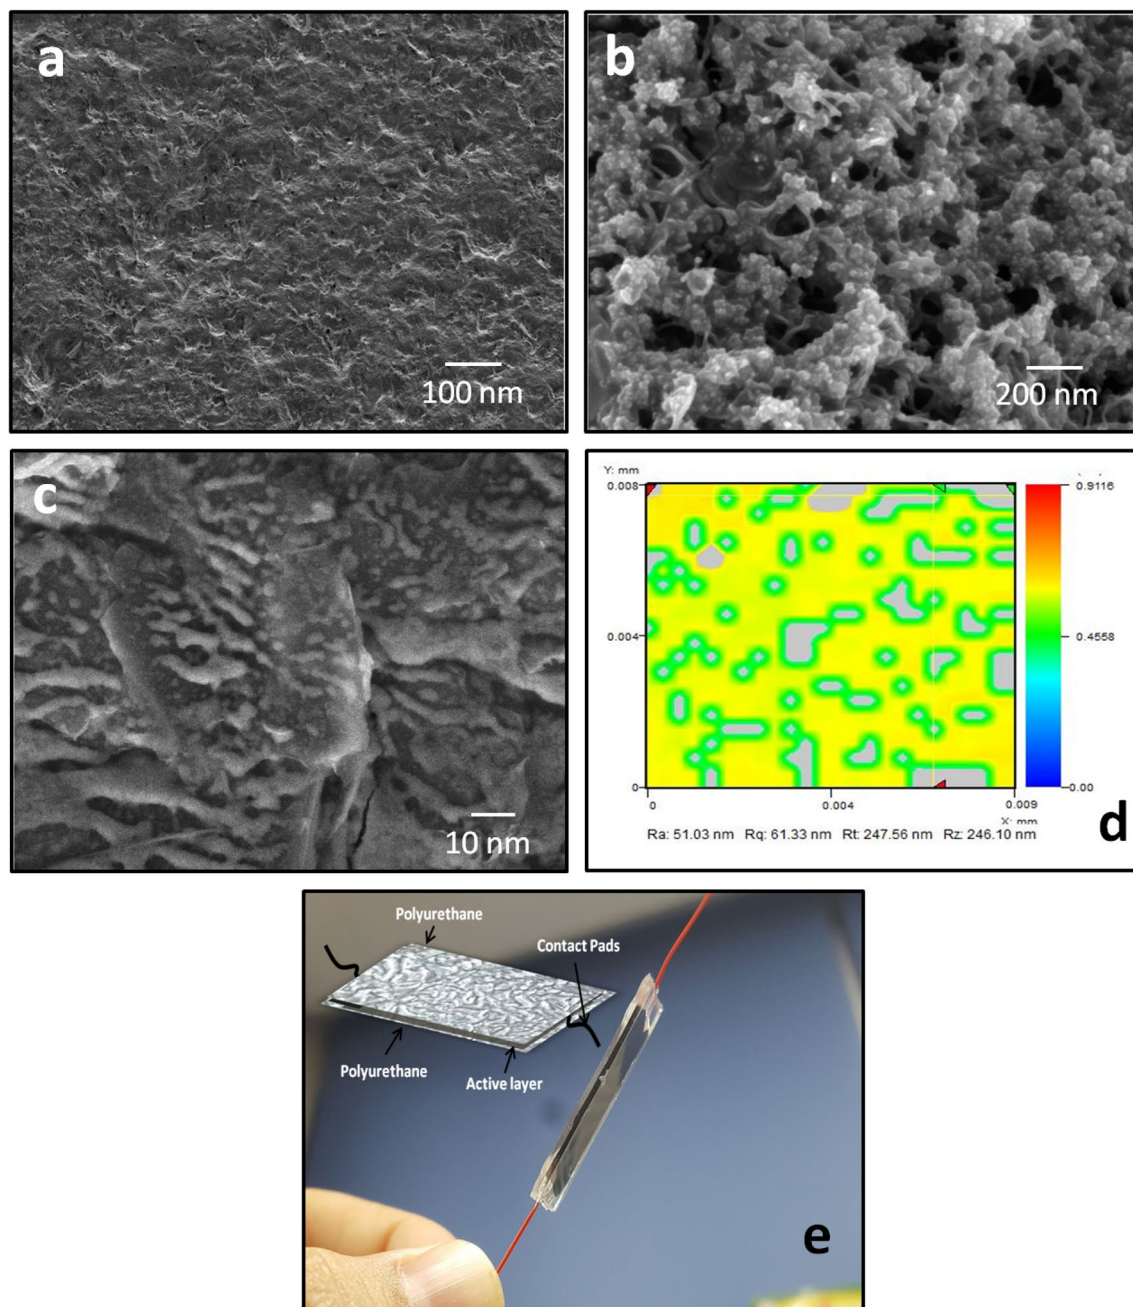 a
100 nm
b
200 nm
c
10 nm
Y: mm
0.008
0.004
0
0
0.004
0.009
X: mm
0.9116
0.4558
0.00
Ra: 51.03 nm Rq: 61.33 nm Rt: 247.56 nm Rz: 246.10 nm
d
Polyurethane
Contact Pads
Polyurethane
Active layer
e